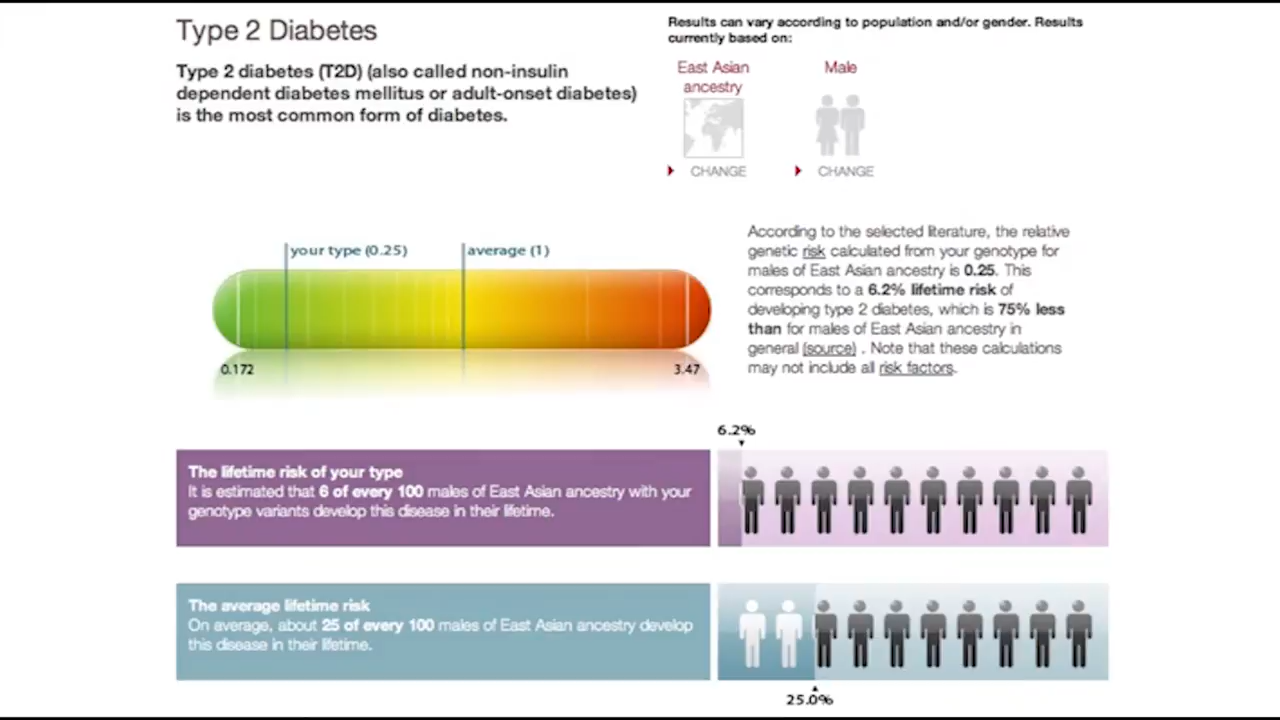 Type 2 Diabetes
Type 2 diabetes (T2D) (also called non-insulin
dependent diabetes mellitus or adult-onset diabetes)
is the most common form of diabetes.
Results can vary according to population and/or gender. Results
currently based on:
East Asian
ancestry
Male
CHANGE
CHANGE
your type (0.25)
average (1)
0.172
3.47
According to the selected literature, the relative
genetic risk calculated from your genotype for
males of East Asian ancestry is 0.25. This
corresponds to a 6.2% lifetime risk of
developing type 2 diabetes, which is 75% less
than for males of East Asian ancestry in
general (source) . Note that these calculations
may not include all risk factors.
6.2%
The lifetime risk of your type
It is estimated that 6 of every 100 males of East Asian ancestry with your
genotype variants develop this disease in their lifetime.
The average lifetime risk
On average, about 25 of every 100 males of East Asian ancestry develop
this disease in their lifetime.
25.0%